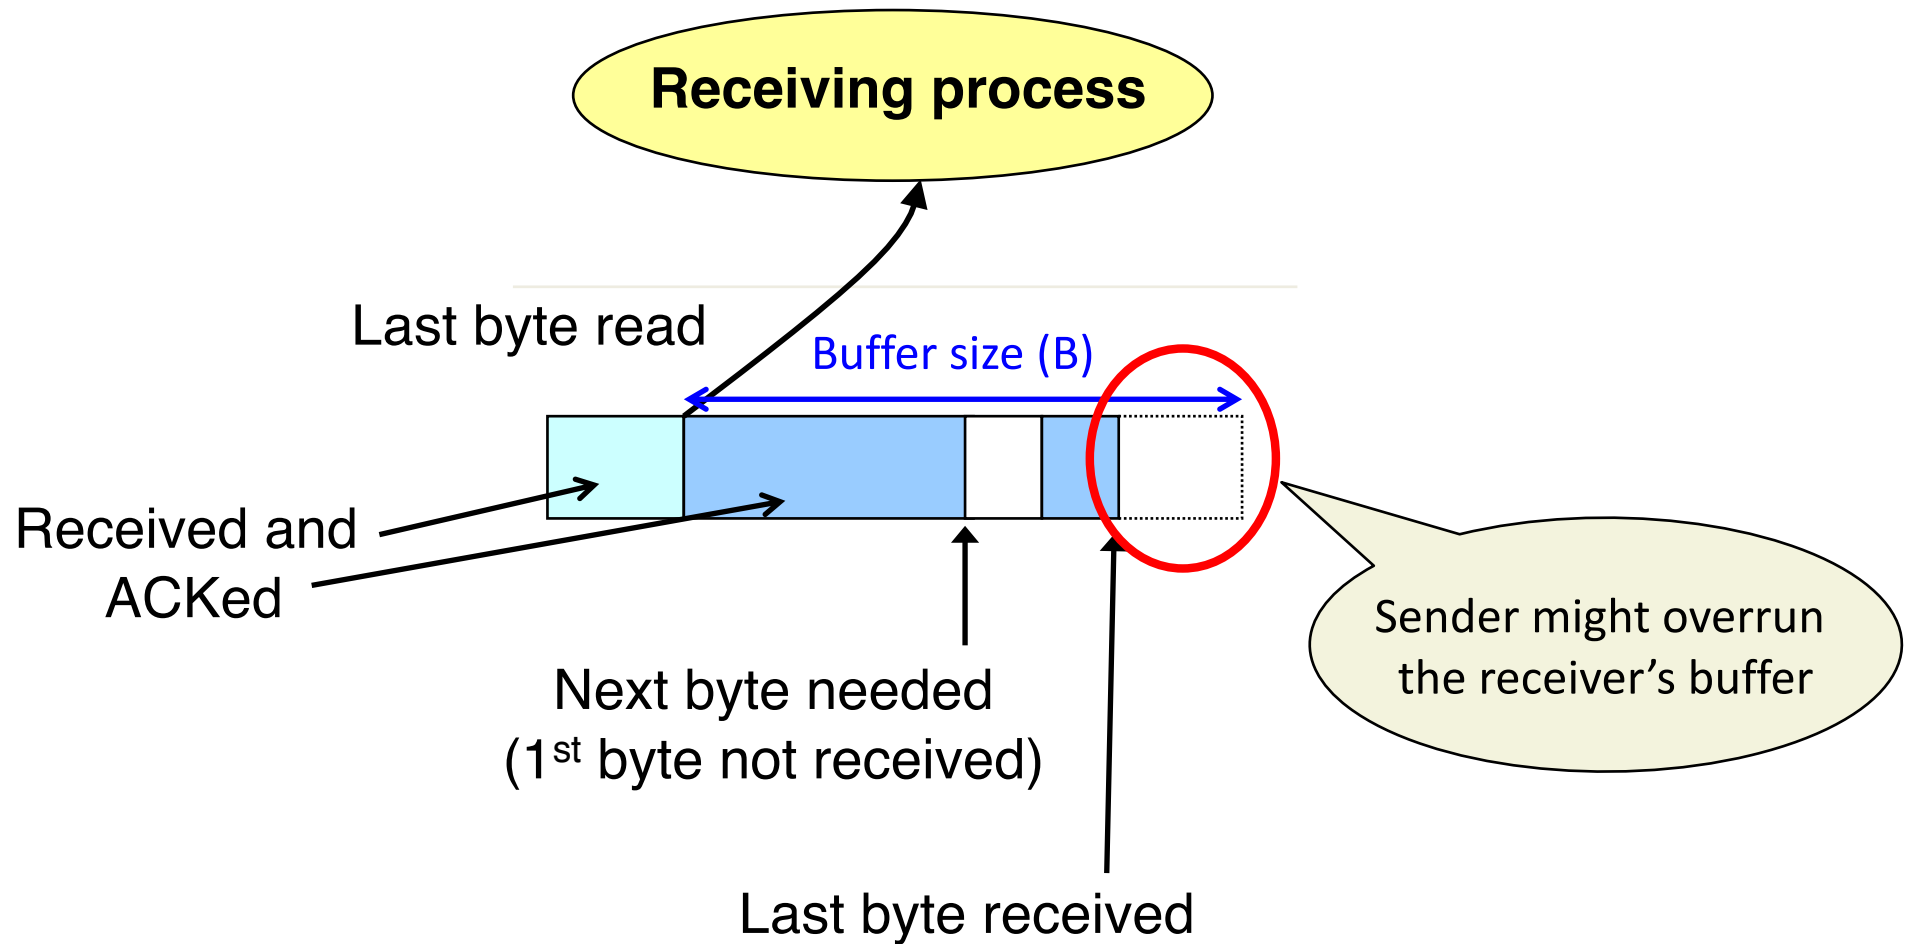 Receiving process
Last byte read
Buffer size (B)
Received and
ACKed
Sender might overrun
the receiver’s buffer
Next byte needed
(1st byte not received)
Last byte received